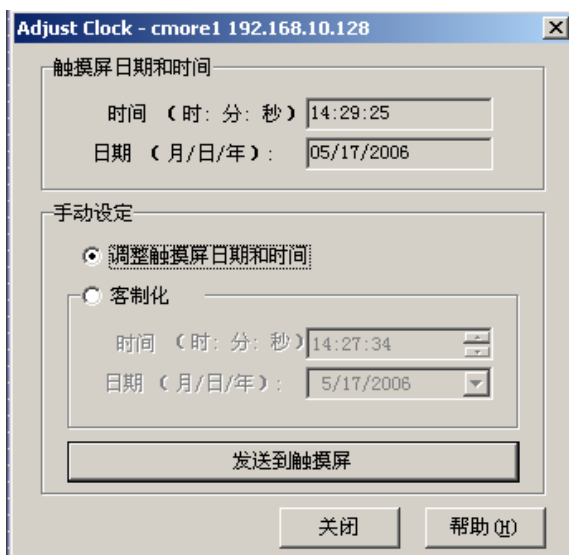 Adjust Clock - cmore1 192.168.10.128
触摸屏日期和时间
时间 (时: 分: 秒) 14:29:25
日期 (月/日/年): 05/17/2006
手动设定
调整触摸屏日期和时间
客制化
时间 (时: 分: 秒) 14:27:34
日期 (月/日/年): 5/17/2006
发送到触摸屏
关闭 帮助(H)